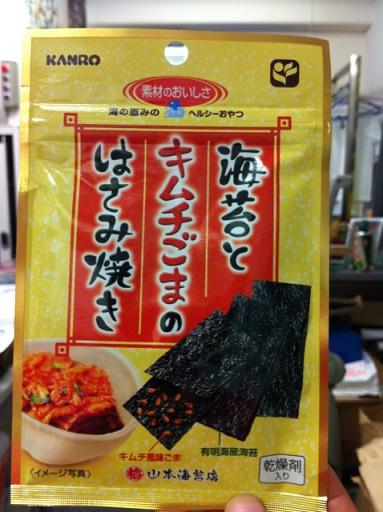 KANRO
素材のおいしさ
海の恵みの ヘルシーおやつ
海苔と
キムチごまの
はさみ焼き
キムチ風味ごま
有明海産海苔
〈イメージ写真〉
山本海苔店
乾燥剤
入り